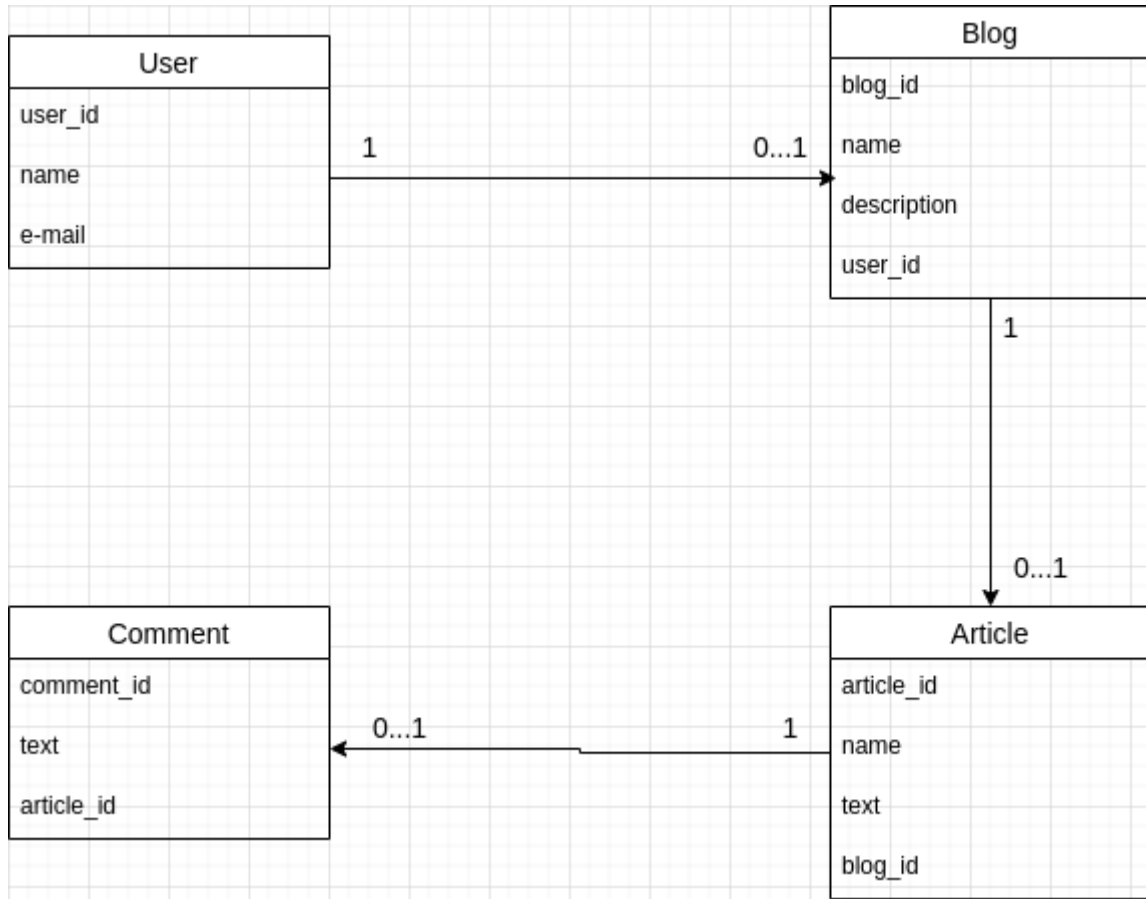 User
user_id
name
e-mail
1
0...1
Blog
blog_id
name
description
user_id
1
0...1
Comment
comment_id
text
article_id
0...1
1
Article
article_id
name
text
blog_id